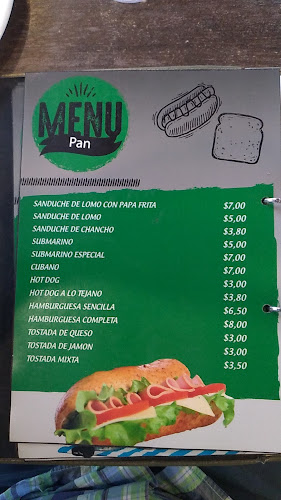 MENU
Pan
SANDUCHE DE LOMO CON PAPA FRITA $7,00
SANDUCHE DE LOMO $5,00
SANDUCHE DE CHANCHO $3,80
SUBMARINO $5,00
SUBMARINO ESPECIAL $7,00
CUBANO $7,00
HOT DOG $3,00
HOT DOG A LO TEJANO $3,80
HAMBURGUESA SENCILLA $6,50
HAMBURGUESA COMPLETA $8,00
TOSTADA DE QUESO $3,00
TOSTADA DE JAMON $3,00
TOSTADA MIXTA $3,50